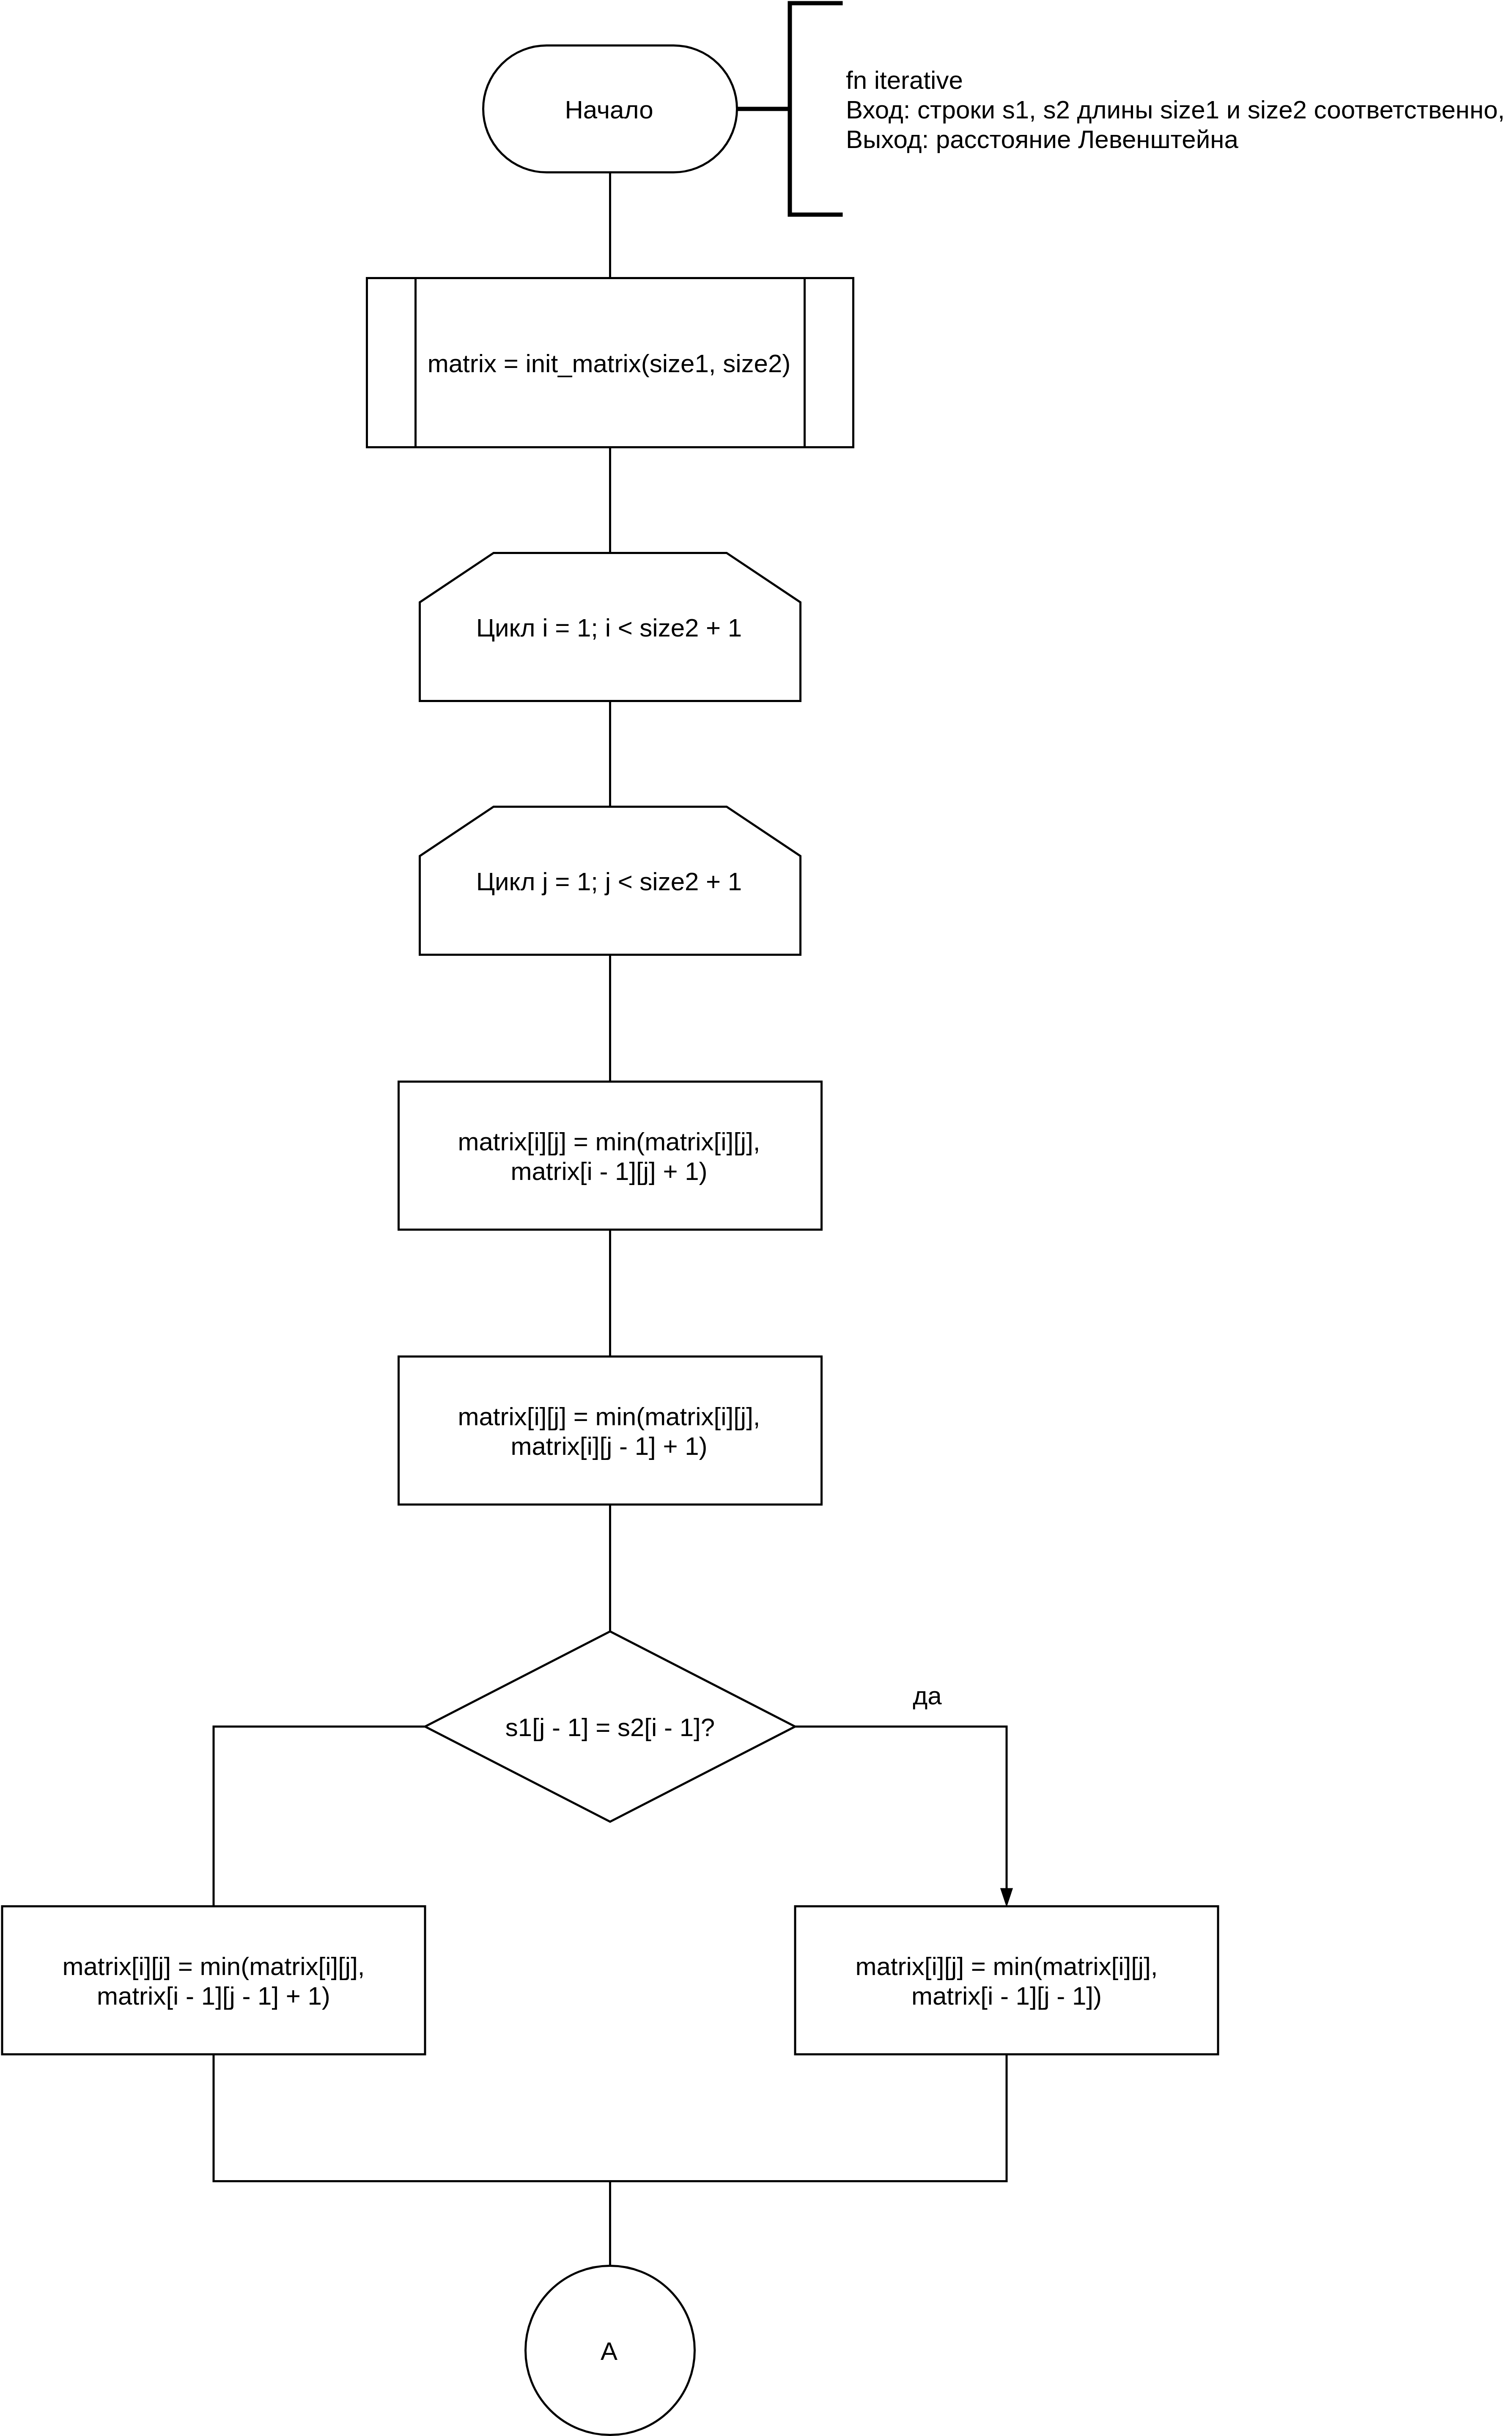 Начало
fn iterative
Вход: строки s1, s2 длины size1 и size2 соответственно,
Выход: расстояние Левенштейна
matrix = init_matrix(size1, size2)
Цикл i = 1; i < size2 + 1
Цикл j = 1; j < size2 + 1
matrix[i][j] = min(matrix[i][j],
matrix[i - 1][j] + 1)
matrix[i][j] = min(matrix[i][j],
matrix[i][j - 1] + 1)
да
s1[j - 1] = s2[i - 1]?
matrix[i][j] = min(matrix[i][j],
matrix[i - 1][j - 1] + 1)
matrix[i][j] = min(matrix[i][j],
matrix[i - 1][j - 1])
A